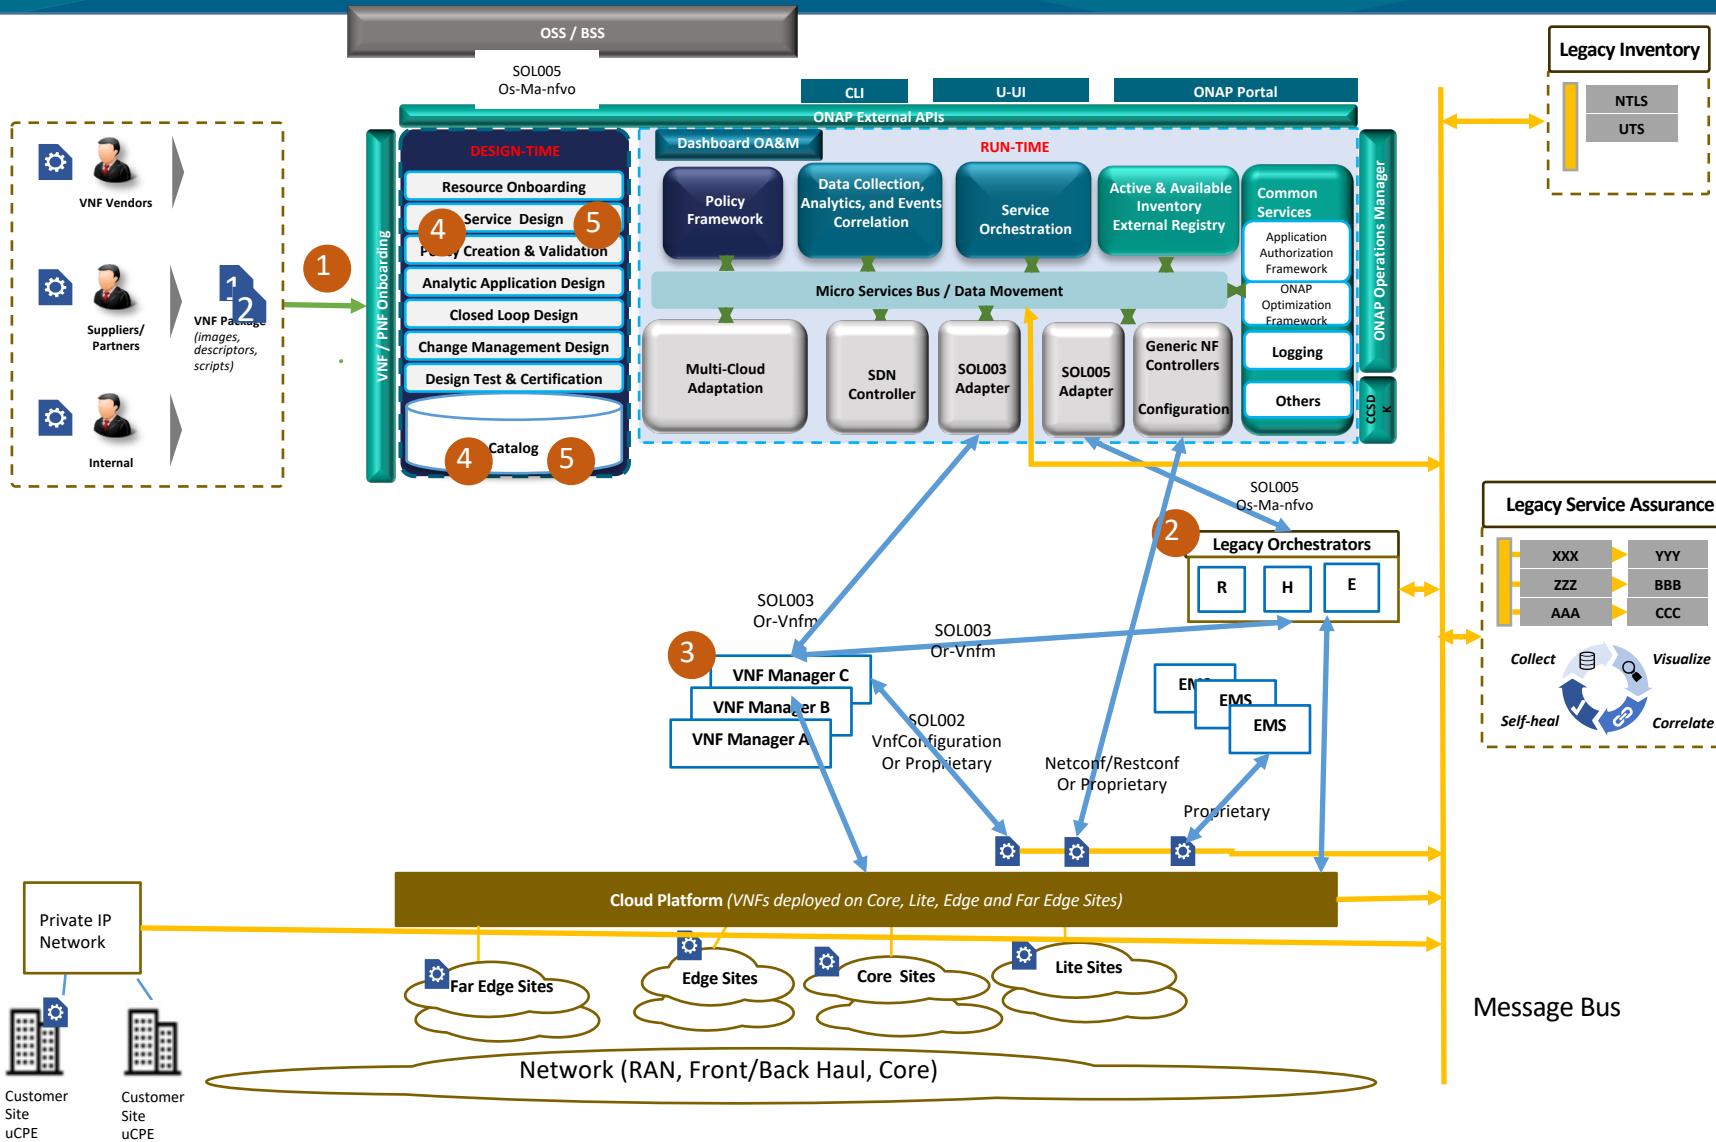 OSS / BSS
SOL005
Os-Ma-nfvo
CLI
U-UI
ONAP Portal
ONAP External APIs
Legacy Inventory
NTLS
UTS
VNF Vendors
Suppliers/
Partners
Internal
1
2
VNF Package
(images,
descriptors,
scripts)
1
VNF / PNF Onboarding
DESIGN-TIME
Resource Onboarding
Service Design
4
5
Policy Creation & Validation
Analytic Application Design
Closed Loop Design
Change Management Design
Design Test & Certification
Catalog
4
5
Dashboard OA&M
RUN-TIME
Policy
Framework
Data Collection,
Analytics, and Events
Correlation
Service
Orchestration
Active & Available
Inventory
External Registry
Common
Services
Application
Authorization
Framework
ONAP
Optimization
Framework
Logging
Others
Micro Services Bus / Data Movement
Multi-Cloud
Adaptation
SDN
Controller
SOL003
Adapter
SOL005
Adapter
Generic NF
Controllers
Configuration
ONAP Operations Manager
CCSD
K
SOL005
Os-Ma-nfvo
2
Legacy Orchestrators
R
H
E
Legacy Service Assurance
XXX
YYY
ZZZ
BBB
AAA
CCC
Collect
Visualize
Self-heal
Correlate
SOL003
Or-Vnfm
SOL003
Or-Vnfm
3
VNF Manager C
VNF Manager B
VNF Manager A
SOL002
VnfConfiguration
Or Proprietary
EMS
EMS
EMS
Netconf/Restconf
Or Proprietary
Proprietary
Cloud Platform (VNFs deployed on Core, Lite, Edge and Far Edge Sites)
Private IP
Network
Far Edge Sites
Edge Sites
Core Sites
Lite Sites
Message Bus
Network (RAN, Front/Back Haul, Core)
Customer
Site
uCPE
Customer
Site
uCPE